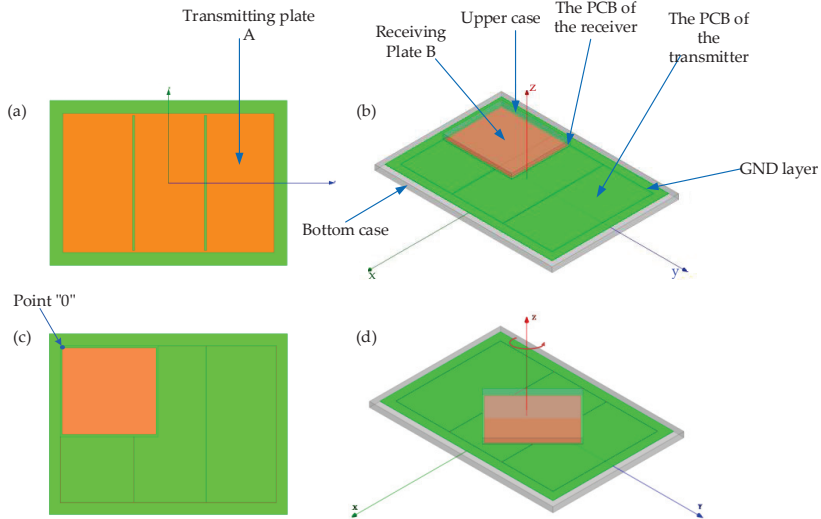 Transmitting plate
A
(a)
Receiving
Plate B
Upper case
The PCB of
the receiver
The PCB of
the
transmitter
(b)
Z
GND layer
Bottom case
x
y
Point "0"
(c)
(d)
z
x
Y